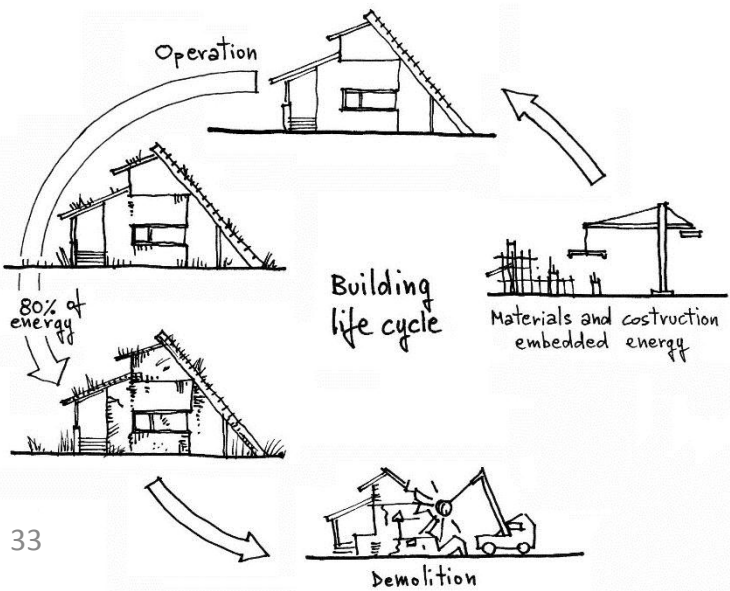 Operation
80% of
energy
Building
life cycle
Materials and costruction
embedded energy
33
Demolition